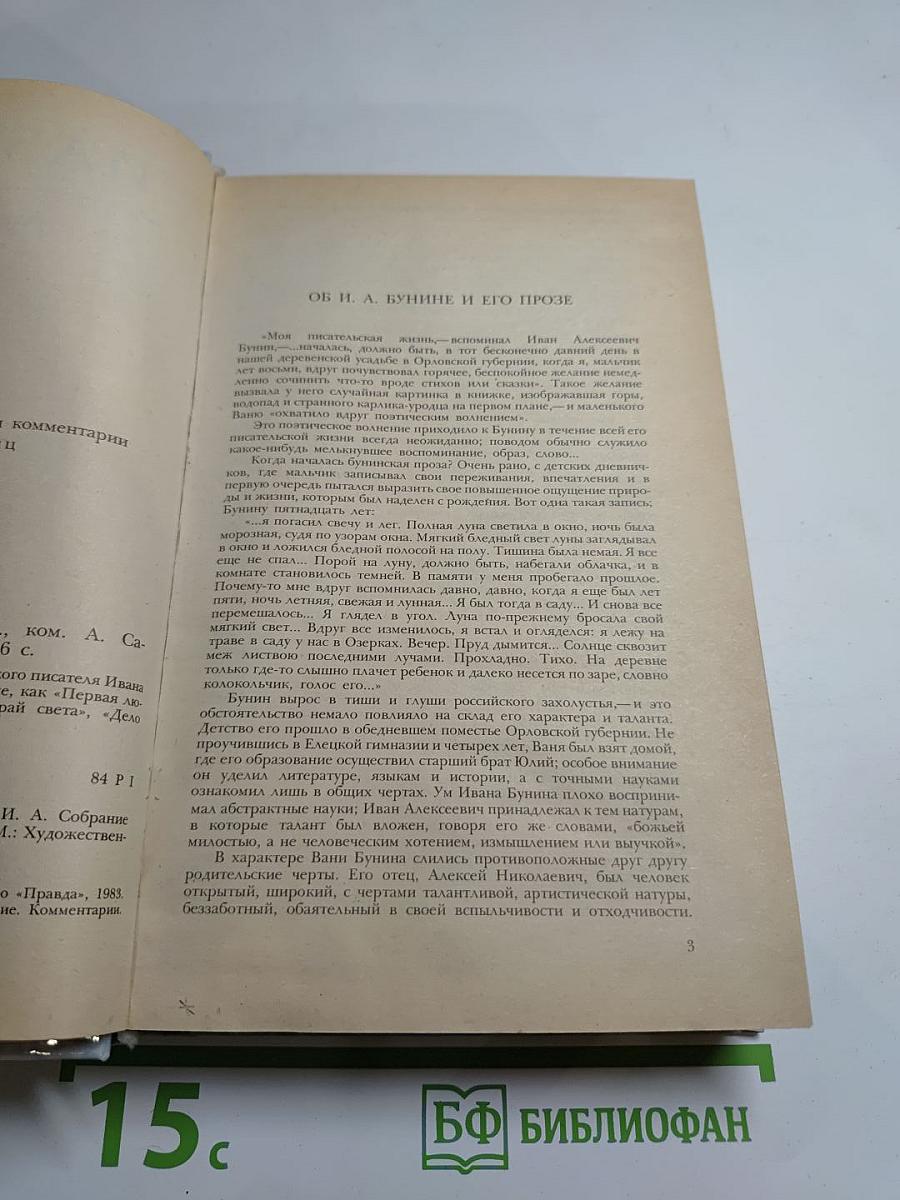 и комментарии
ц
., ком. А. Са-
6 с.
кого писателя Ивана
е, как «Первая лю-
рай света», «Дело
84 Р I
И. А. Собрание
М.: Художествен-
о «Правда», 1983.
ие. Комментарии.
ОБ И. А. БУНИНЕ И ЕГО ПРОЗЕ
«Моя писательская жизнь,— вспоминал Иван Алексеевич
Бунин,—...началась, должно быть, в тот бесконечно давний день в
нашей деревенской усадьбе в Орловской губернии, когда я, мальчик
лет восьми, вдруг почувствовал горячее, беспокойное желание немед-
ленно сочинить что-то вроде стихов или сказки». Такое желание
вызвала у него случайная картинка в книжке, изображавшая горы,
водопад и странного карлика-уродца на первом плане,— и маленького
Ваню «охватило вдруг поэтическим волнением».
Это поэтическое волнение приходило к Бунину в течение всей его
писательской жизни всегда неожиданно; поводом обычно служило
какое-нибудь мелькнувшее воспоминание, образ, слово...
Когда началась бунинская проза? Очень рано, с детских дневнич-
ков, где мальчик записывал свои переживания, впечатления и в
первую очередь пытался выразить свое повышенное ощущение приро-
ды и жизни, которым был наделен с рождения. Вот одна такая запись;
Бунину пятнадцать лет:
«...я погасил свечу и лег. Полная луна светила в окно, ночь была
морозная, судя по узорам окна. Мягкий бледный свет луны заглядывал
в окно и ложился бледной полосой на полу. Тишина была немая. Я все
еще не спал... Порой на луну, должно быть, набегали облачка, и в
комнате становилось темней. В памяти у меня пробегало прошлое.
Почему-то мне вдруг вспомнилась давно, давно, когда я еще был лет
пяти, ночь летняя, свежая и лунная... Я был тогда в саду... И снова все
перемешалось... Я глядел в угол. Луна по-прежнему бросала свой
мягкий свет... Вдруг все изменилось, я встал и огляделся: я лежу на
траве в саду у нас в Озерках. Вечер. Пруд дымится... Солнце сквозит
меж листвою последними лучами. Прохладно. Тихо. На деревне
только где-то слышно плачет ребенок и далеко несется по заре, словно
колокольчик, голос его...»
Бунин вырос в тиши и глуши российского захолустья,— и это
обстоятельство немало повлияло на склад его характера и таланта.
Детство его прошло в обедневшем поместье Орловской губернии. Не
проучившись в Елецкой гимназии и четырех лет, Ваня был взят домой,
где его образование осуществил старший брат Юлий; особое внимание
он уделил литературе, языкам и истории, а с точными науками
ознакомил лишь в общих чертах. Ум Ивана Бунина плохо восприни-
мал абстрактные науки; Иван Алексеевич принадлежал к тем натурам,
в которые талант был вложен, говоря его же словами, «божьей
милостью, а не человеческим хотением, измышлением или выучкой».
В характере Вани Бунина слились противоположные друг другу
родительские черты. Его отец, Алексей Николаевич, был человек
открытый, широкий, с чертами талантливой, артистической натуры,
беззаботный, обаятельный в своей вспыльчивости и отходчивости.
3
15 с
БФ БИБЛИОФАН